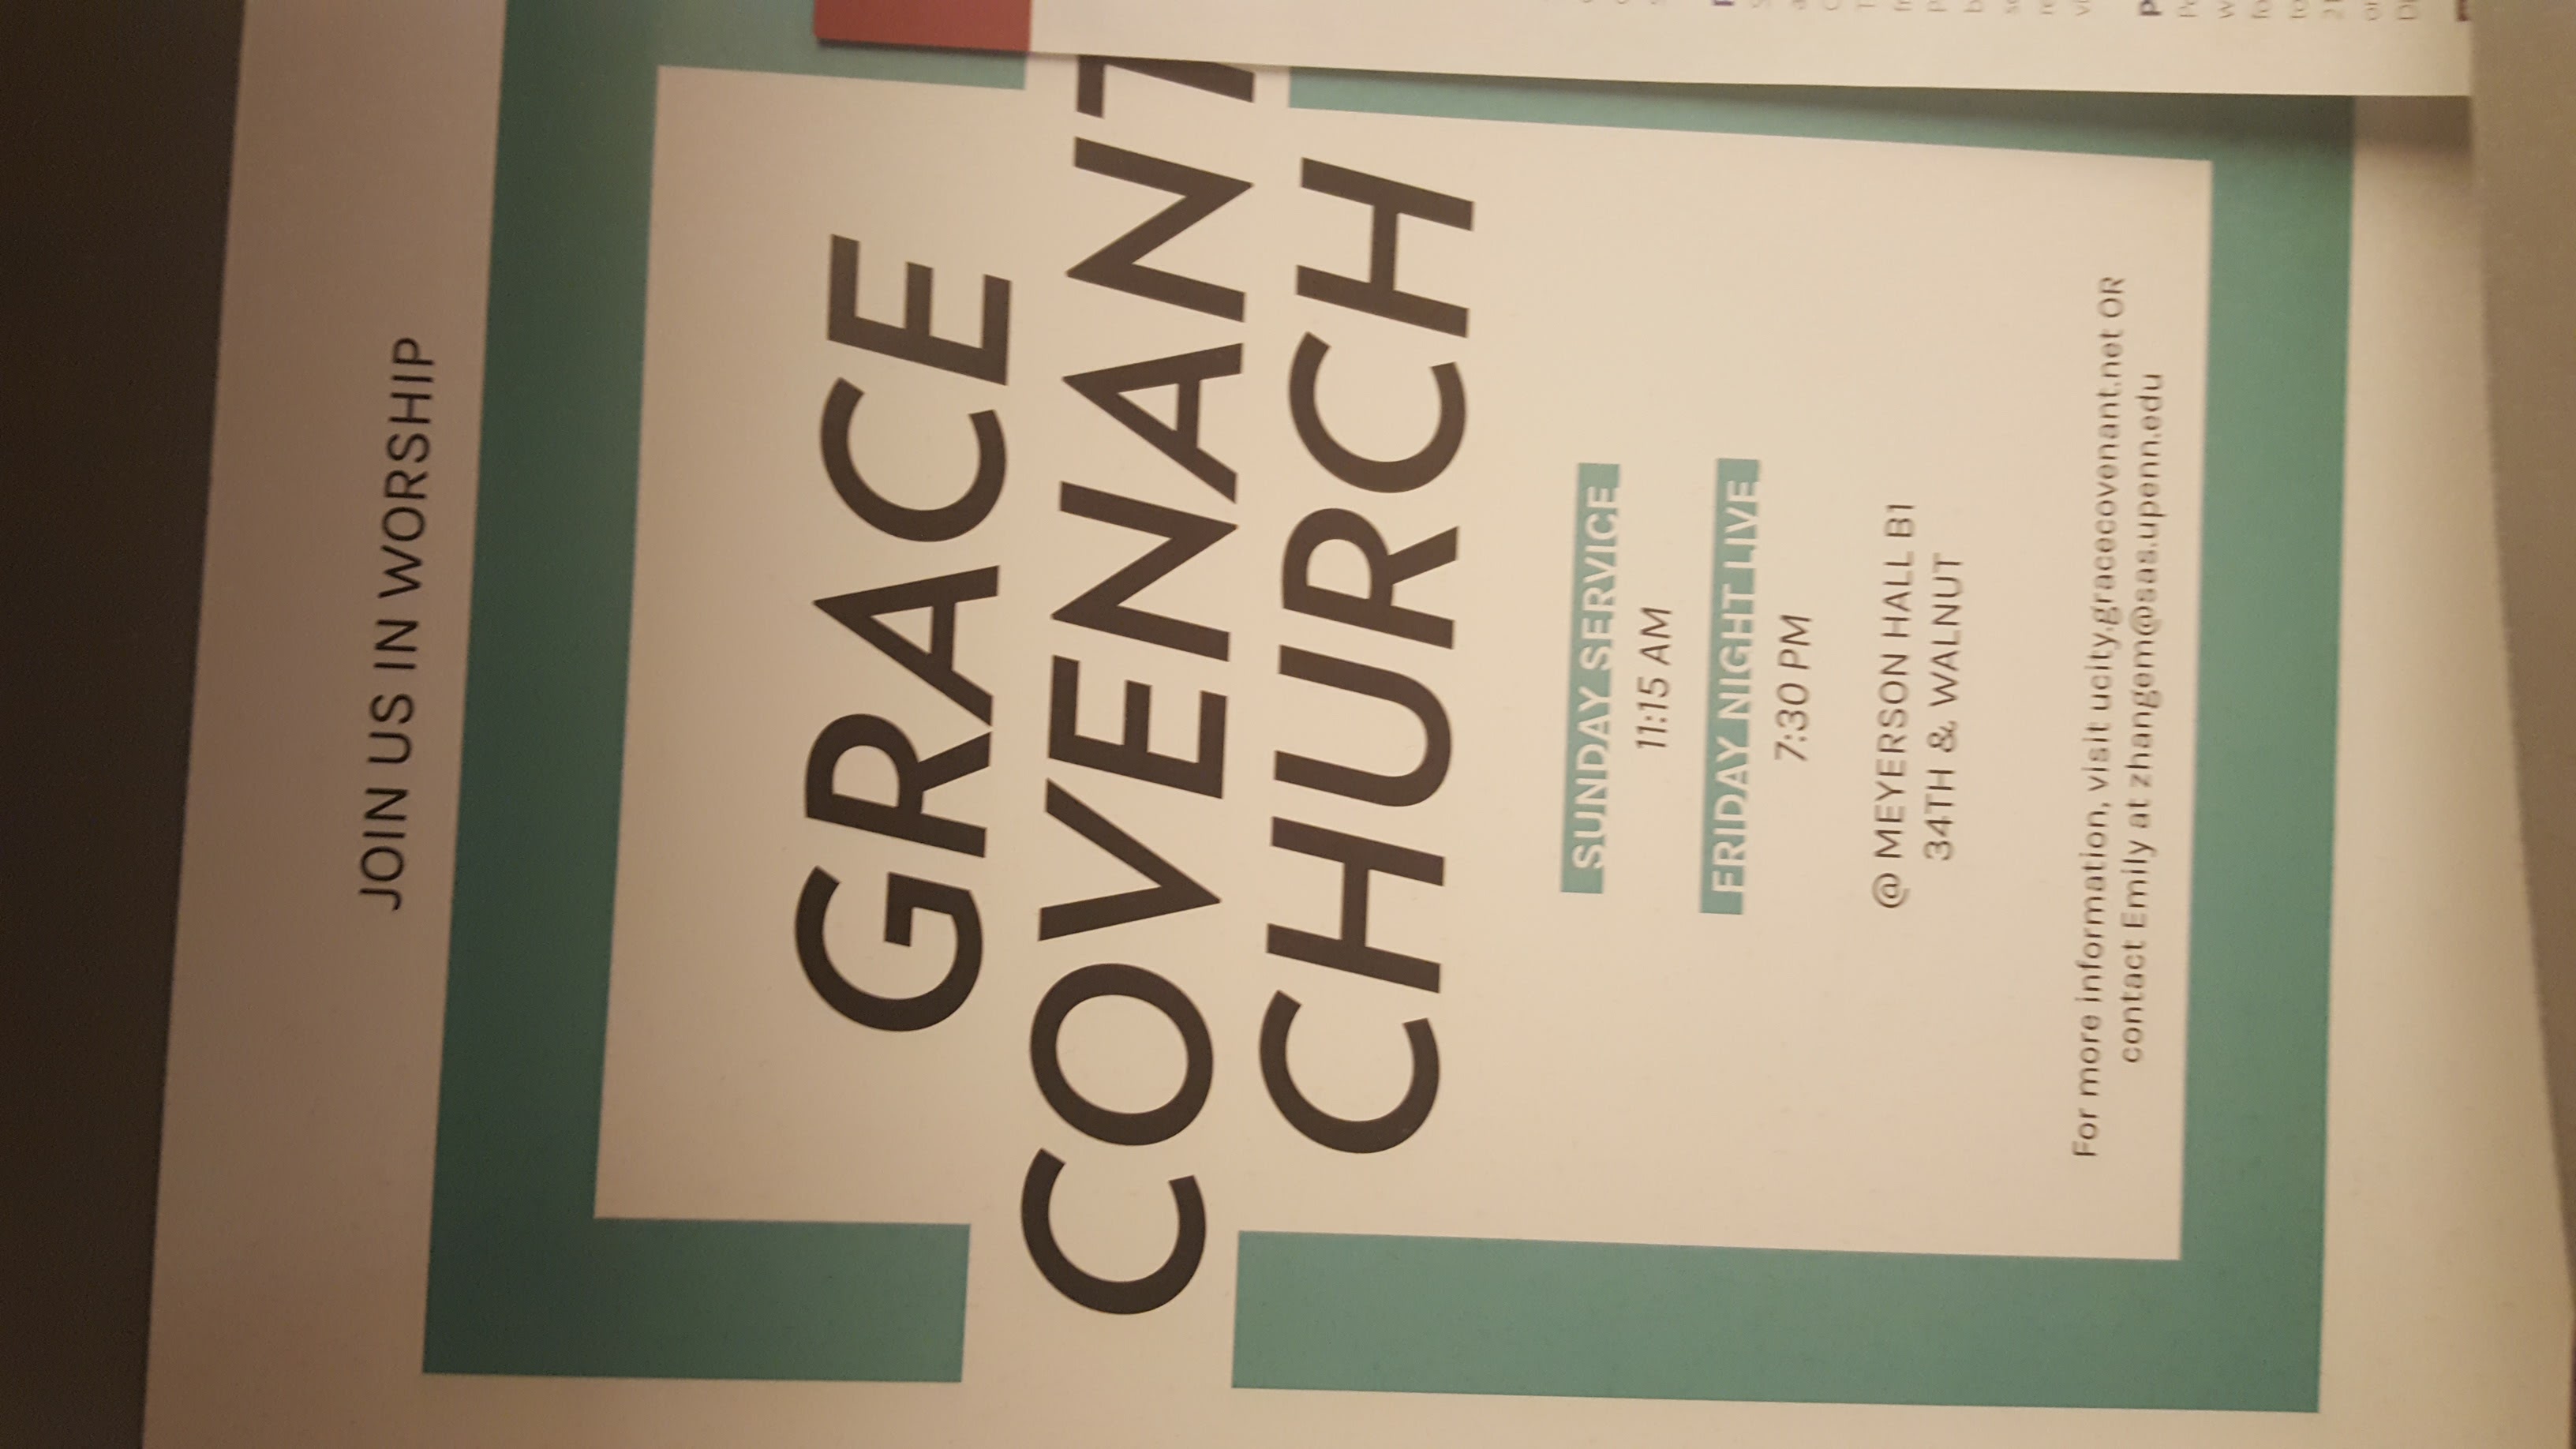 JOIN US IN WORSHIP
GRACE
COVENANT
CHURCH
SUNDAY SERVICE
11:15 AM
FRIDAY NIGHT LIVE
7:30 PM
@ MEYERSON HALL B1
34TH & WALNUT
For more information, visit ucity.gracecovenant.net OR
contact Emily at zhangem@sas.upenn.edu